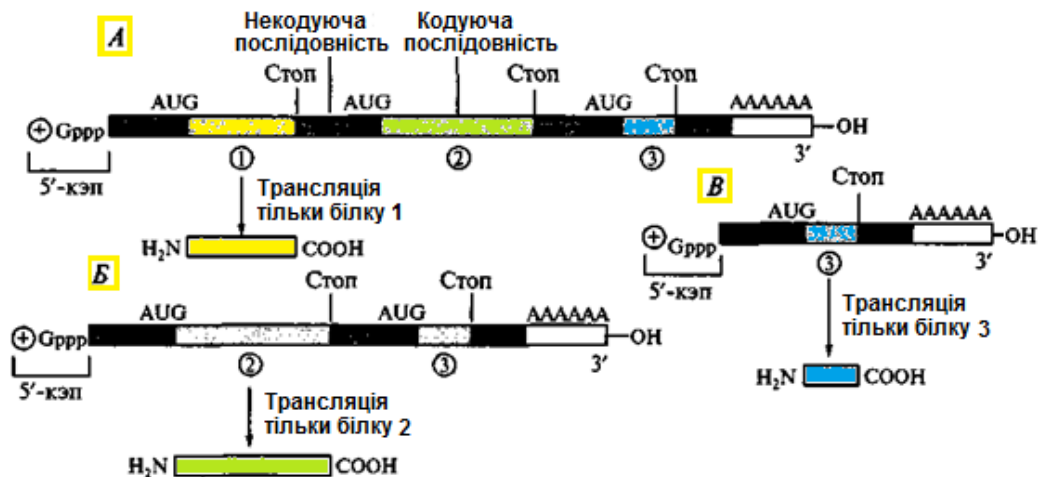 А
Некодуюча
послідовність
Кодуюча
послідовність
Стоп
Стоп
Стоп
AUG
AUG
AUG
AAAAAA
+ Gppp
OH
5′-кэп
1
2
3
3′
Трансляція
тільки білку 1
H₂N
COOH
Б
Стоп
Стоп
AUG
AUG
AAAAAA
+ Gppp
OH
5′-кэп
2
3
3′
Трансляція
тільки білку 2
H₂N
COOH
В
Стоп
AUG
AAAAAA
+ Gppp
OH
5′-кэп
3
3′
Трансляція
тільки білку 3
H₂N
COOH